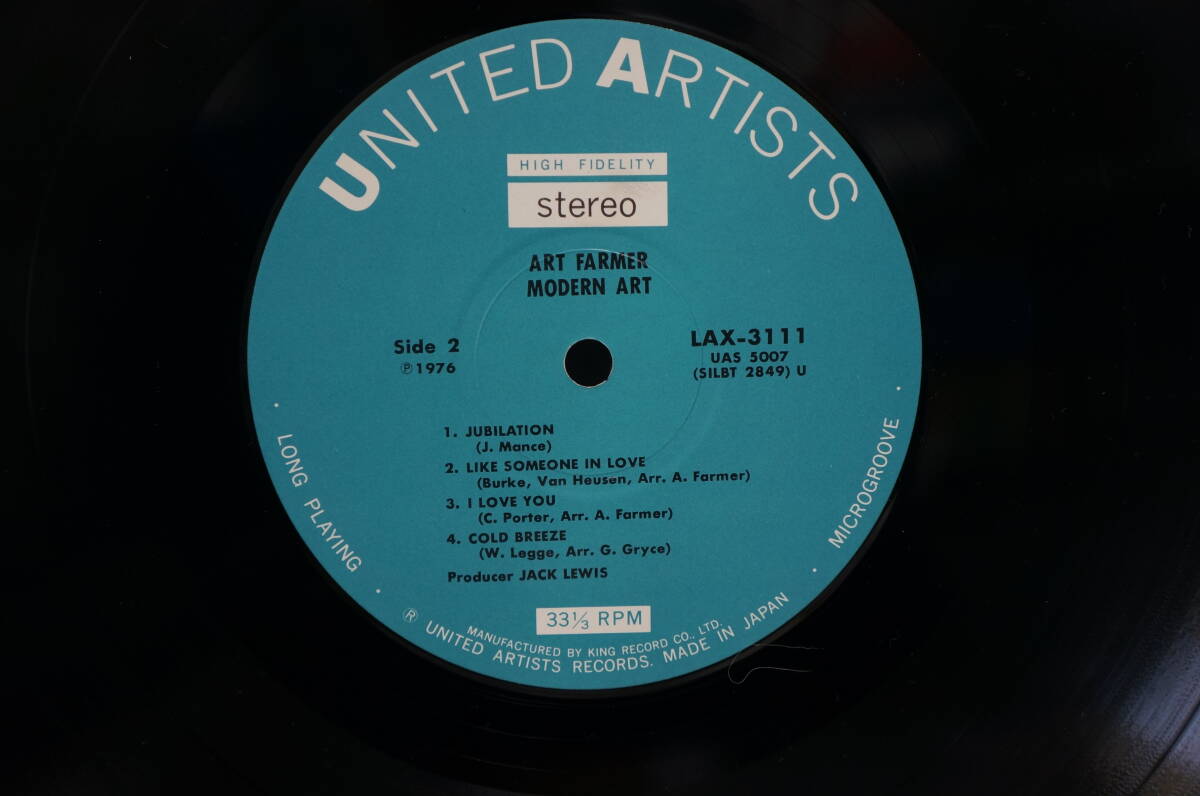 UNITED ARTISTS
HIGH FIDELITY
stereo
ART FARMER
MODERN ART
Side 2
Ⓟ1976
LAX-3111
UAS 5007
(SILBT 2849) U
1. JUBILATION
(J. Mance)
2. LIKE SOMEONE IN LOVE
(Burke, Van Heusen, Arr. A. Farmer)
3. I LOVE YOU
(C. Porter, Arr. A. Farmer)
4. COLD BREEZE
(W. Legge, Arr. G. Gryce)
Producer JACK LEWIS
· LONG PLAYING ·
· MICROGROOVE ·
33⅓ RPM
MANUFACTURED BY KING RECORD CO., LTD.
® UNITED ARTISTS RECORDS. MADE IN JAPAN